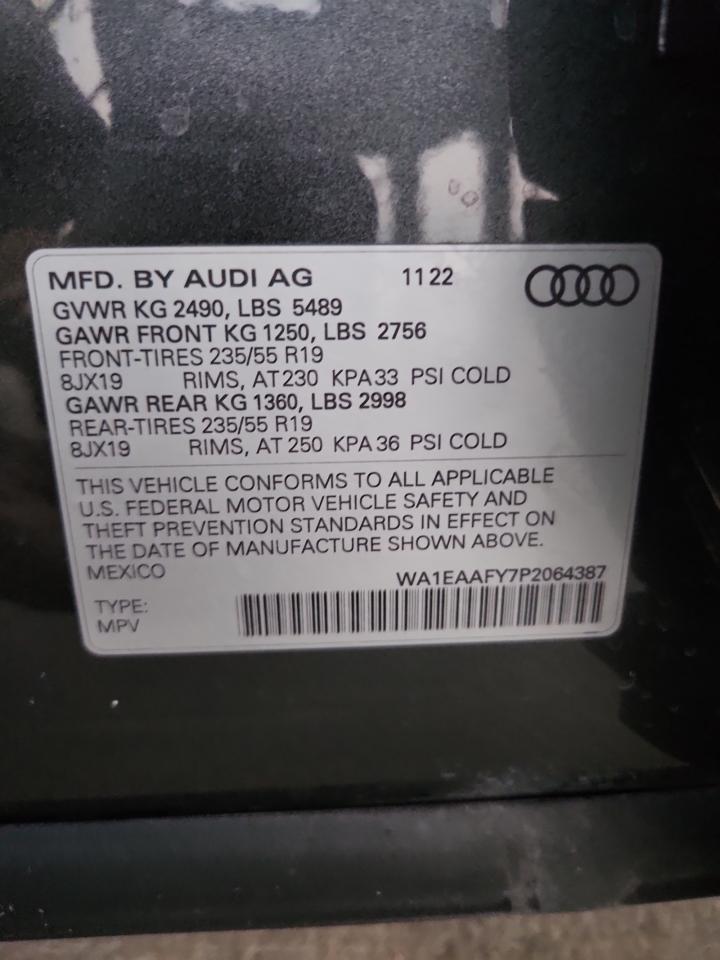 MFD. BY AUDI AG 11 22
GVWR KG 2490, LBS 5489
GAWR FRONT KG 1250, LBS 2756
FRONT-TIRES 235/55 R19
8JX19 RIMS, AT 230 KPA 33 PSI COLD
GAWR REAR KG 1360, LBS 2998
REAR-TIRES 235/55 R19
8JX19 RIMS, AT 250 KPA 36 PSI COLD
THIS VEHICLE CONFORMS TO ALL APPLICABLE
U.S. FEDERAL MOTOR VEHICLE SAFETY AND
THEFT PREVENTION STANDARDS IN EFFECT ON
THE DATE OF MANUFACTURE SHOWN ABOVE.
MEXICO WA1EAAFY7P2064387
TYPE:
MPV